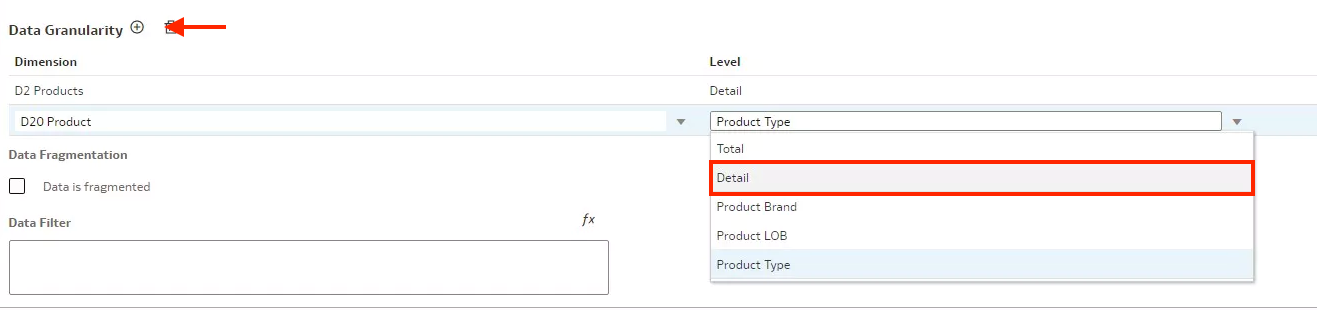 Data Granularity
Dimension Level
D2 Products Detail
D20 Product Product Type
Total
Data Fragmentation
Detail
Data is fragmented
Product Brand
Data Filter fx
Product LOB
Product Type